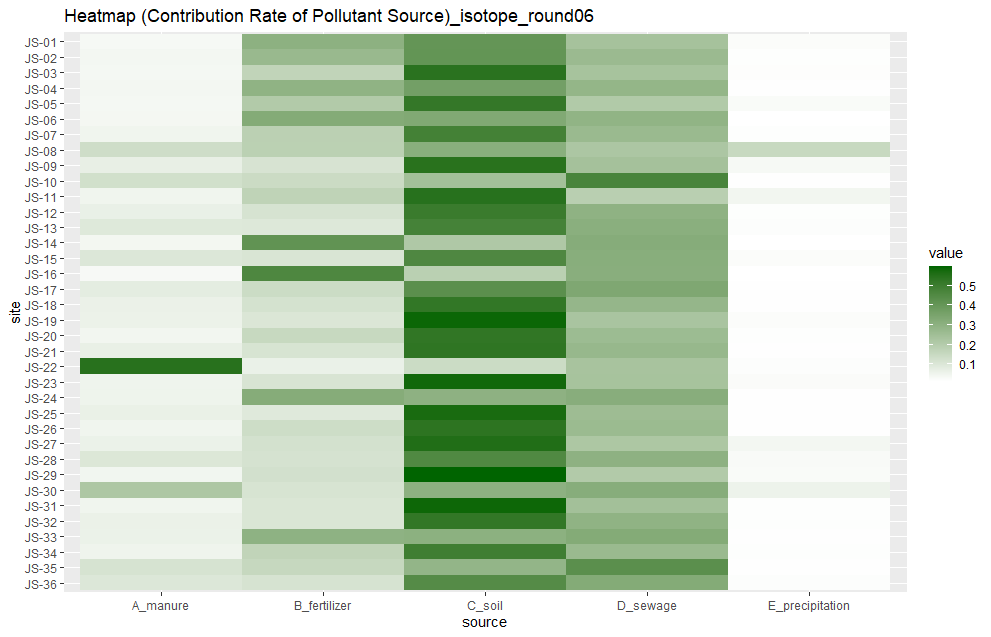 Heatmap (Contribution Rate of Pollutant Source)_isotope_round06
JS-01
JS-02
JS-03
JS-04
JS-05
JS-06
JS-07
JS-08
JS-09
JS-10
JS-11
JS-12
JS-13
JS-14
JS-15
JS-16
JS-17
JS-18
JS-19
JS-20
JS-21
JS-22
JS-23
JS-24
JS-25
JS-26
JS-27
JS-28
JS-29
JS-30
JS-31
JS-32
JS-33
JS-34
JS-35
JS-36
site
A_manure B_fertilizer C_soil D_sewage E_precipitation
source
value
0.5
0.4
0.3
0.2
0.1